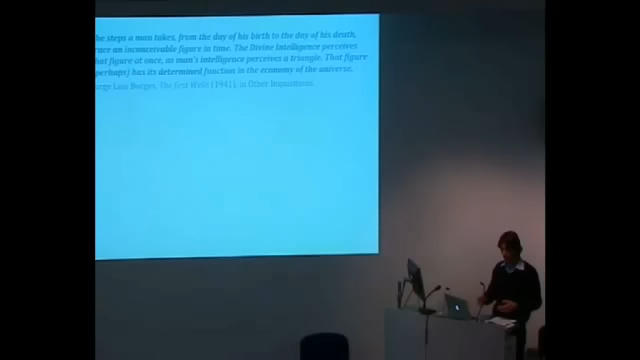 he steps a man takes, from the day of his birth to the day of his death,
race an inconceivable figure in time. The Divine Intelligence perceives
hat figure at once, as man's intelligence perceives a triangle. That figure
perhaps) has its determined function in the economy of the universe.
orge Luis Borges, The first Wells (1941), in Other Inquisitions.